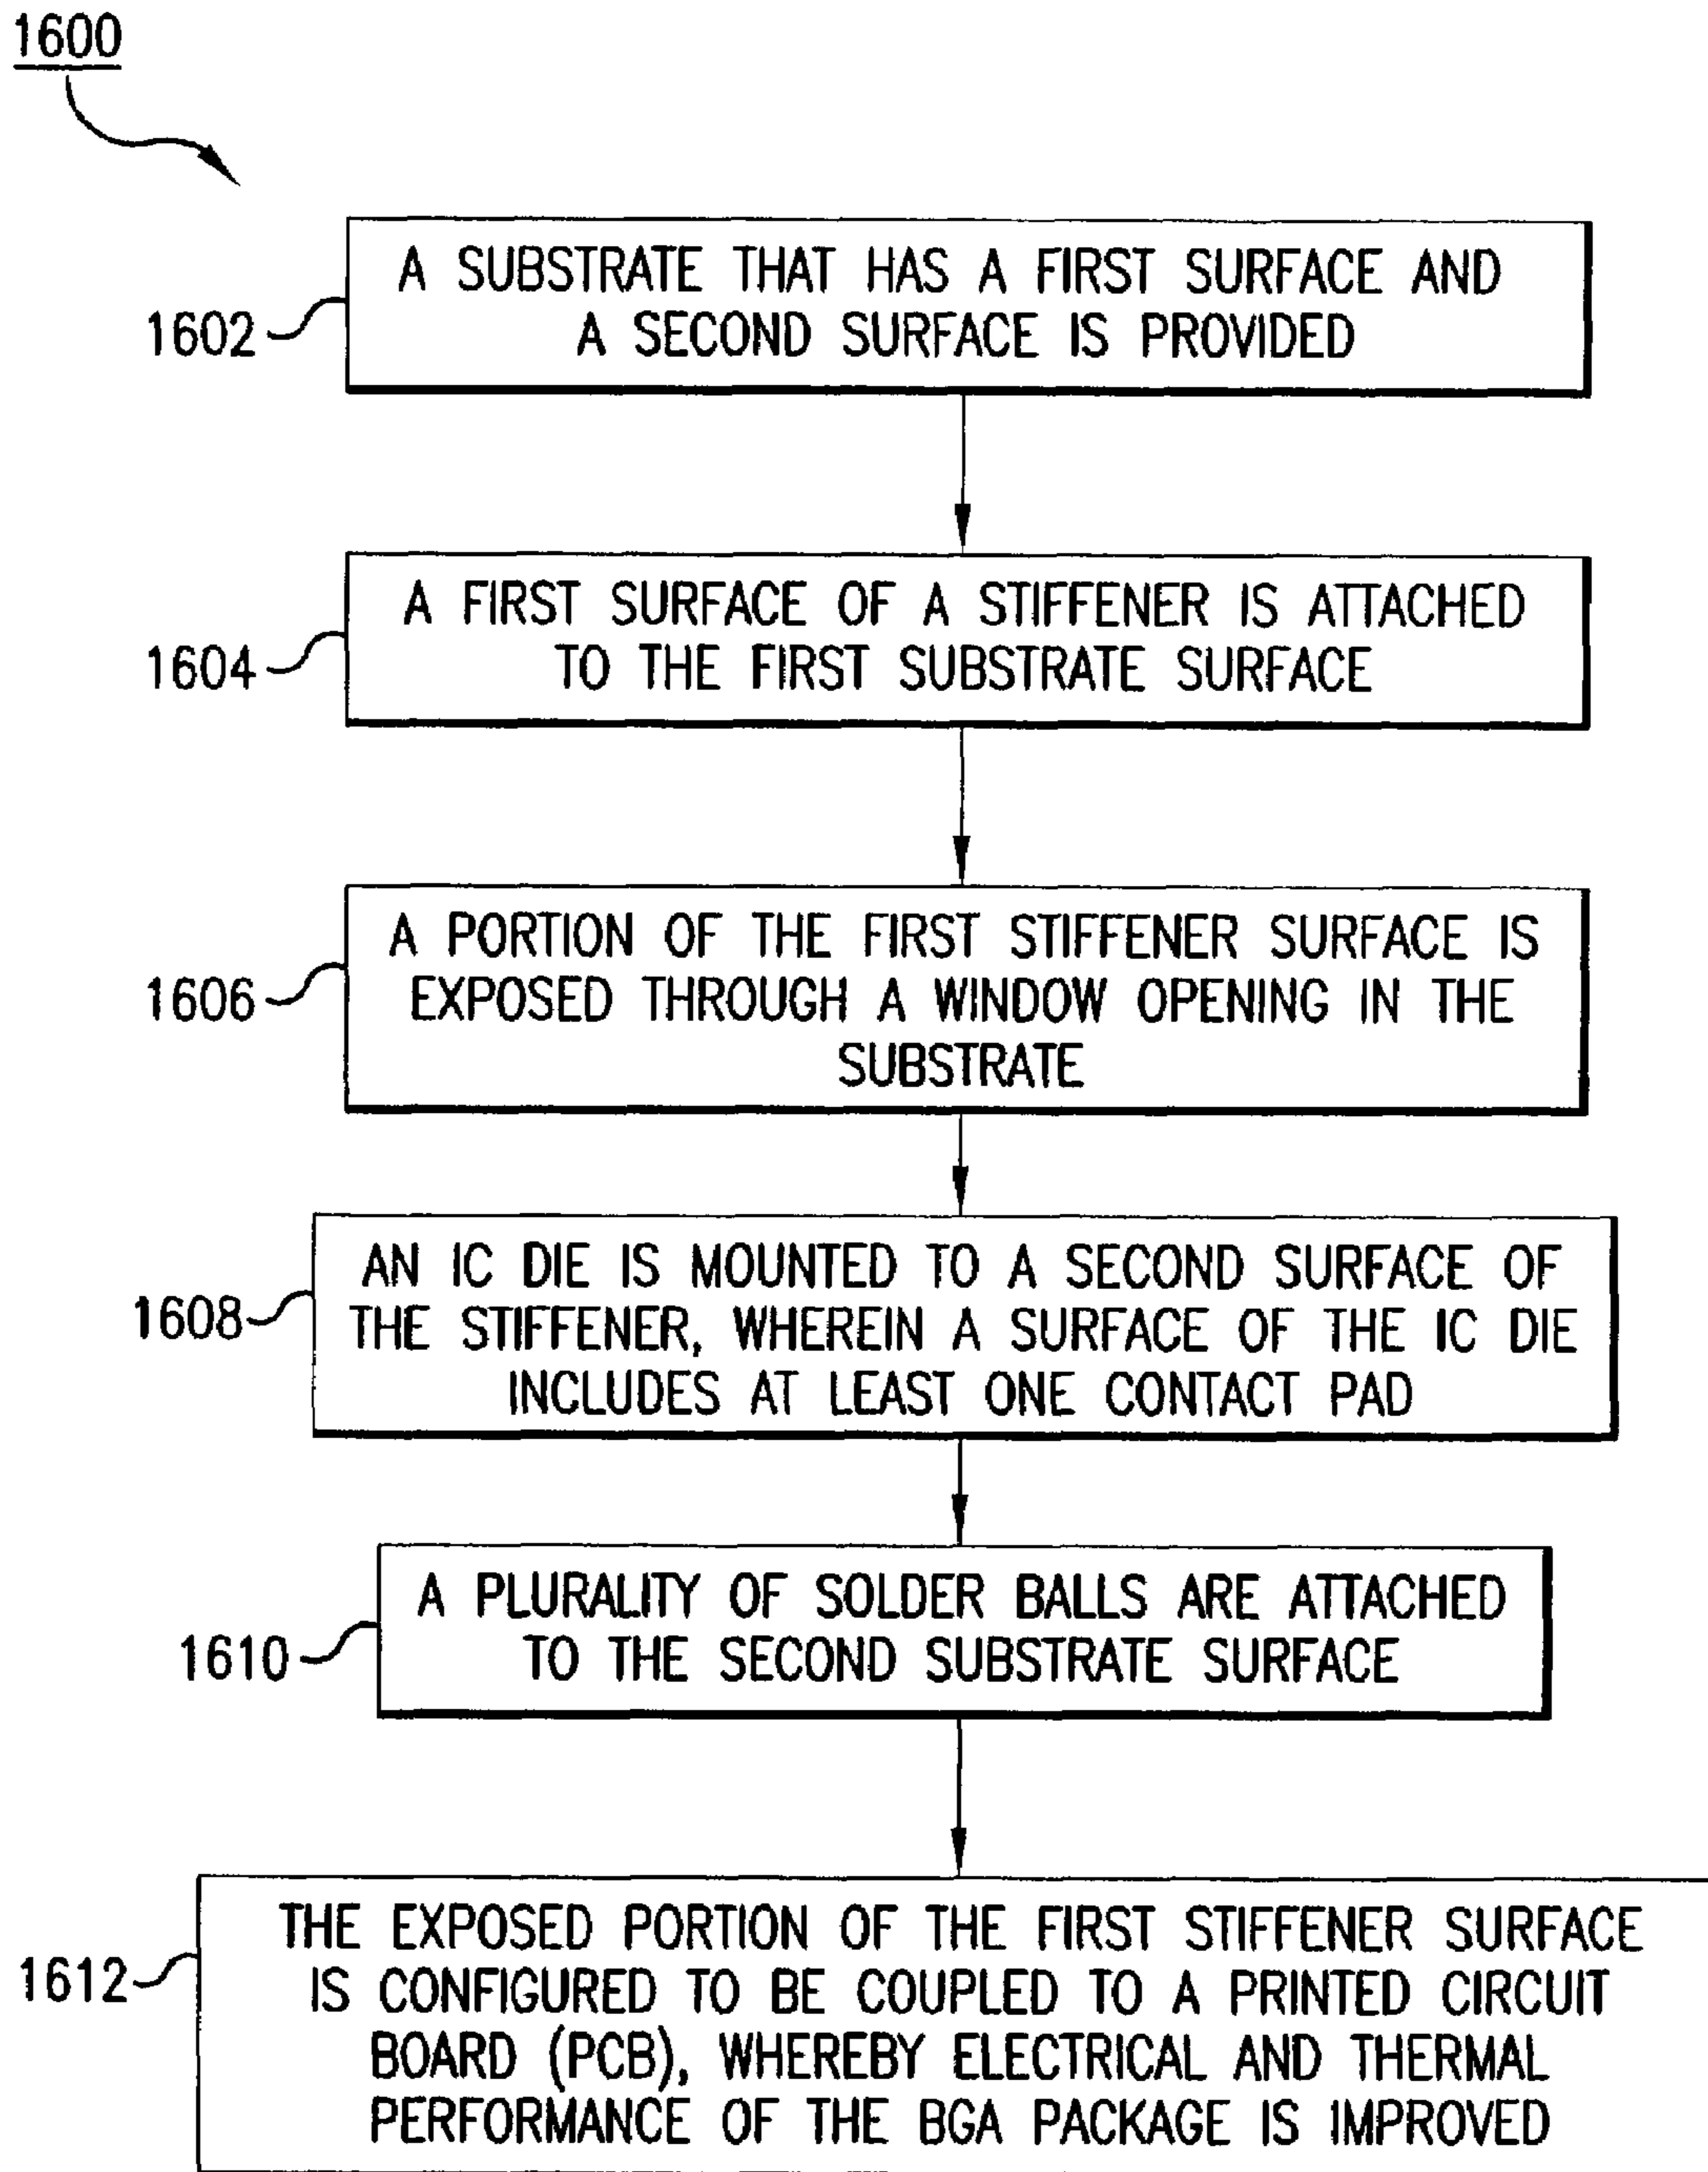 1600
A SUBSTRATE THAT HAS A FIRST SURFACE AND
A SECOND SURFACE IS PROVIDED
1602
A FIRST SURFACE OF A STIFFENER IS ATTACHED
TO THE FIRST SUBSTRATE SURFACE
1604
A PORTION OF THE FIRST STIFFENER SURFACE IS
EXPOSED THROUGH A WINDOW OPENING IN THE
SUBSTRATE
1606
AN IC DIE IS MOUNTED TO A SECOND SURFACE OF
THE STIFFENER, WHEREIN A SURFACE OF THE IC DIE
INCLUDES AT LEAST ONE CONTACT PAD
1608
A PLURALITY OF SOLDER BALLS ARE ATTACHED
TO THE SECOND SUBSTRATE SURFACE
1610
THE EXPOSED PORTION OF THE FIRST STIFFENER SURFACE
IS CONFIGURED TO BE COUPLED TO A PRINTED CIRCUIT
BOARD (PCB), WHEREBY ELECTRICAL AND THERMAL
PERFORMANCE OF THE BGA PACKAGE IS IMPROVED
1612